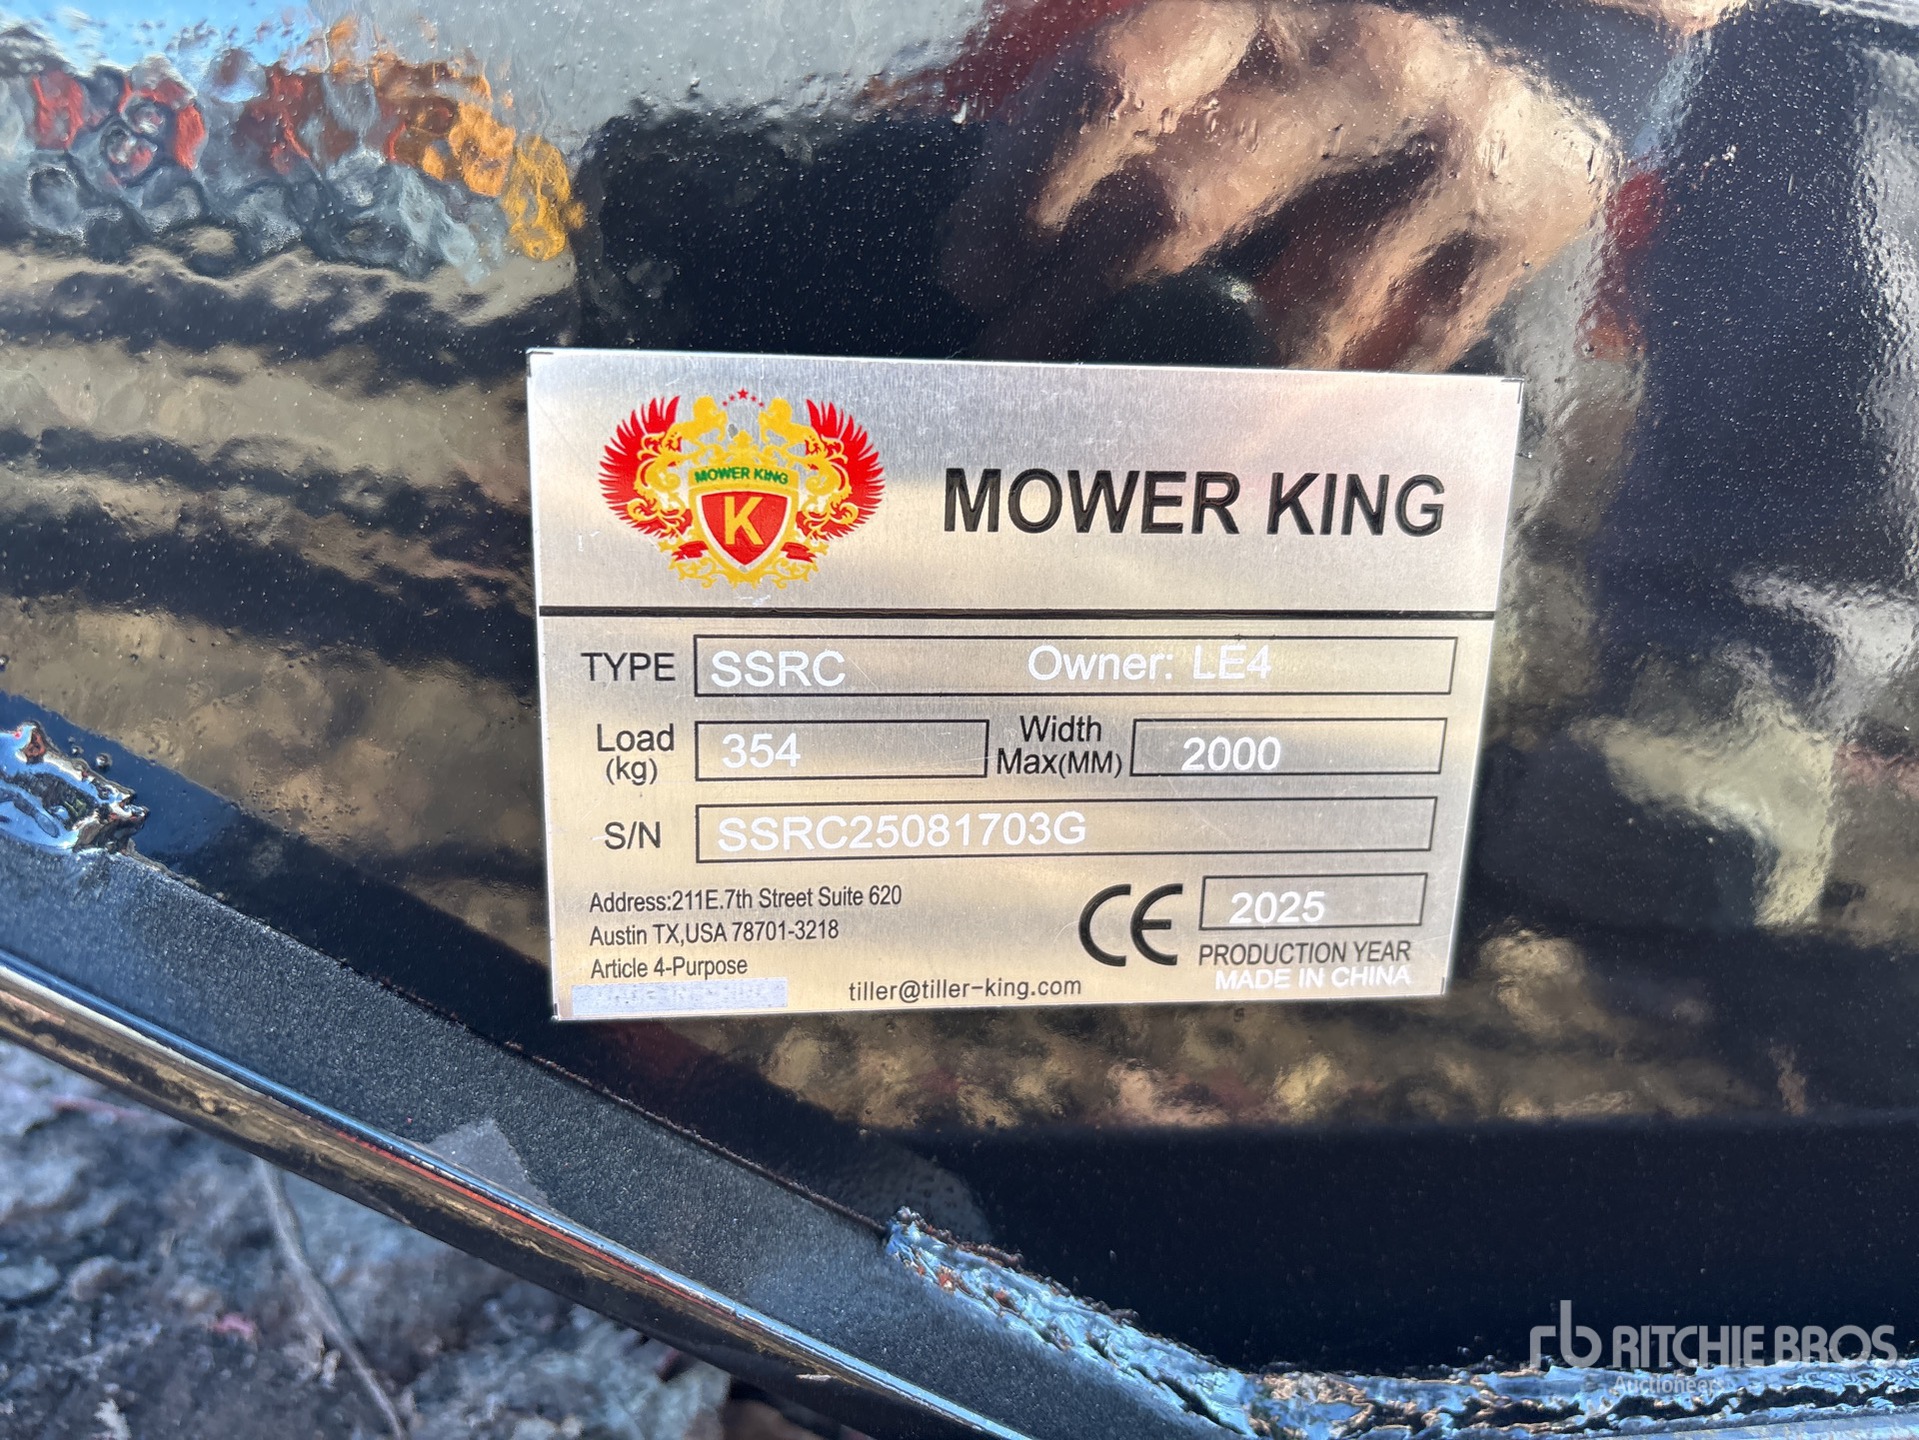 MOWER KING
K
MOWER KING
TYPE SSRC Owner: LE4
Load (kg) 354 Width Max(MM) 2000
S/N SSRC25081703G
Address:211E.7th Street Suite 620
Austin TX,USA 78701-3218
Article 4-Purpose
tiller@tiller-king.com
CE 2025
PRODUCTION YEAR
MADE IN CHINA
rb RITCHIE BROS
Auctioneers